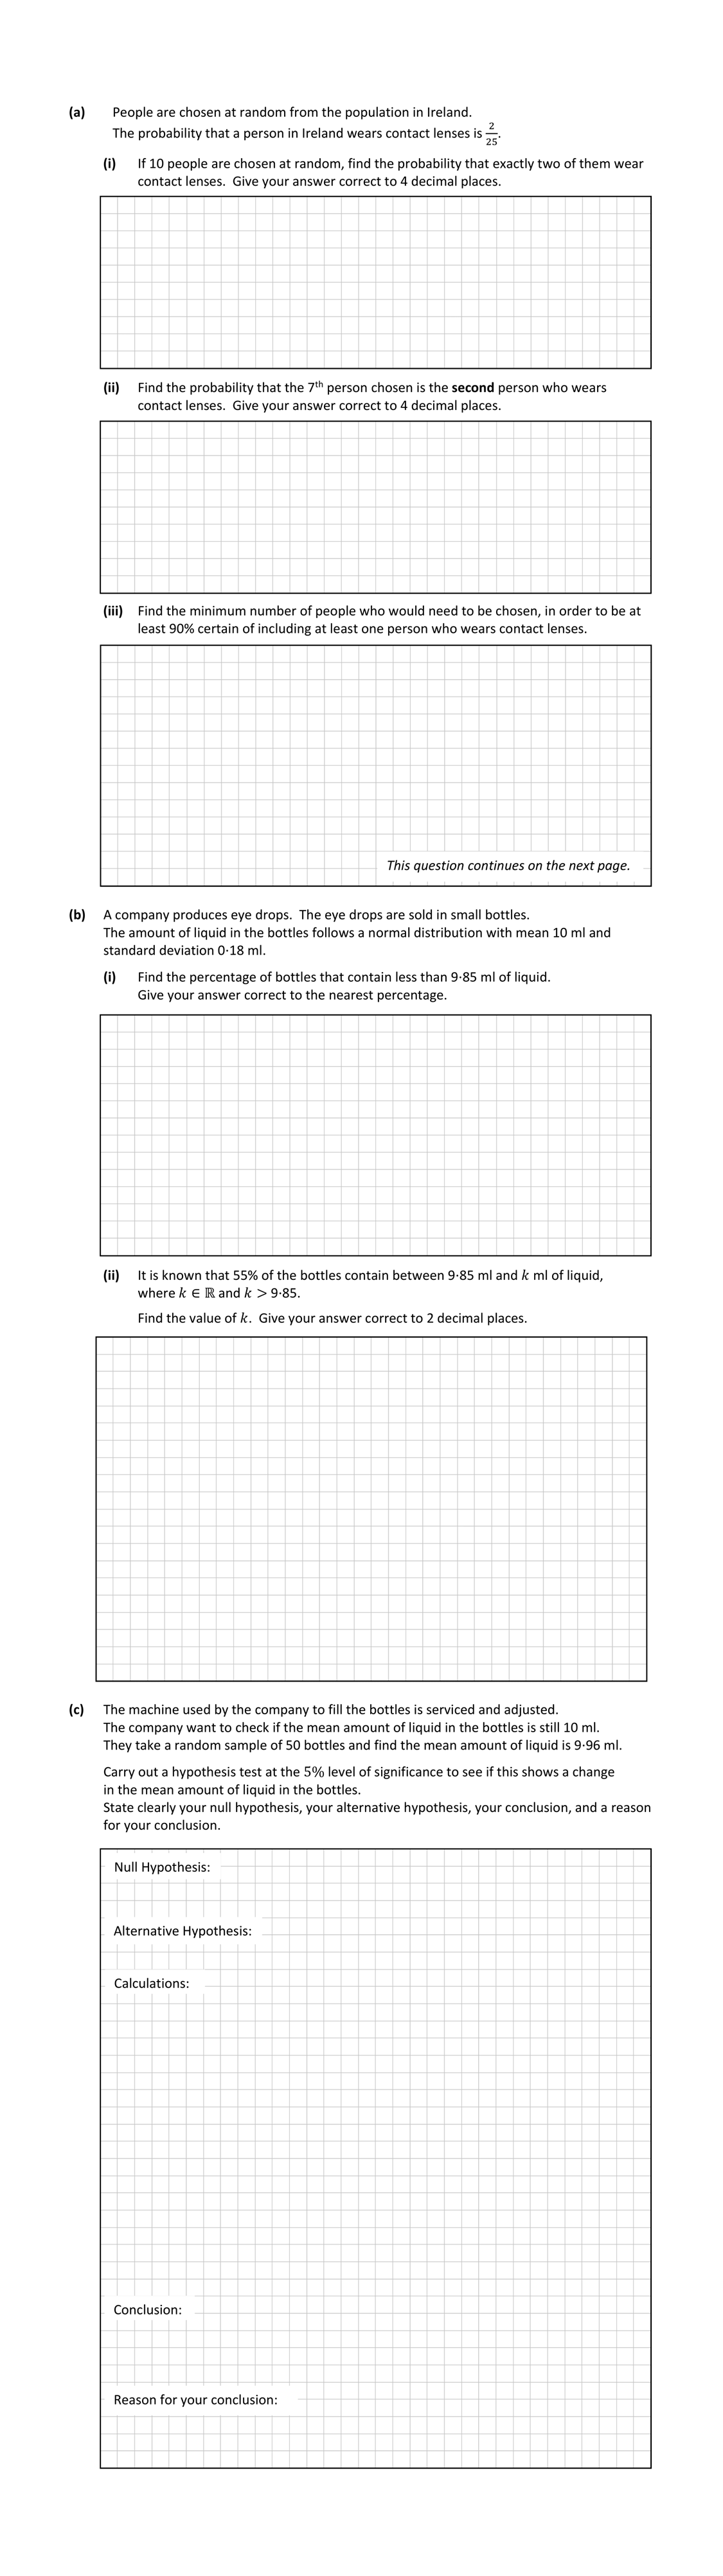 (a) People are chosen at random from the population in Ireland.
The probability that a person in Ireland wears contact lenses is 2/25.
(i) If 10 people are chosen at random, find the probability that exactly two of them wear
contact lenses. Give your answer correct to 4 decimal places.
(ii) Find the probability that the 7th person chosen is the second person who wears
contact lenses. Give your answer correct to 4 decimal places.
(iii) Find the minimum number of people who would need to be chosen, in order to be at
least 90% certain of including at least one person who wears contact lenses.
This question continues on the next page.
(b) A company produces eye drops. The eye drops are sold in small bottles.
The amount of liquid in the bottles follows a normal distribution with mean 10 ml and
standard deviation 0·18 ml.
(i) Find the percentage of bottles that contain less than 9·85 ml of liquid.
Give your answer correct to the nearest percentage.
(ii) It is known that 55% of the bottles contain between 9·85 ml and k ml of liquid,
where k ∈ ℝ and k > 9·85.
Find the value of k. Give your answer correct to 2 decimal places.
(c) The machine used by the company to fill the bottles is serviced and adjusted.
The company want to check if the mean amount of liquid in the bottles is still 10 ml.
They take a random sample of 50 bottles and find the mean amount of liquid is 9·96 ml.
Carry out a hypothesis test at the 5% level of significance to see if this shows a change
in the mean amount of liquid in the bottles.
State clearly your null hypothesis, your alternative hypothesis, your conclusion, and a reason
for your conclusion.
Null Hypothesis:
Alternative Hypothesis:
Calculations:
Conclusion:
Reason for your conclusion: